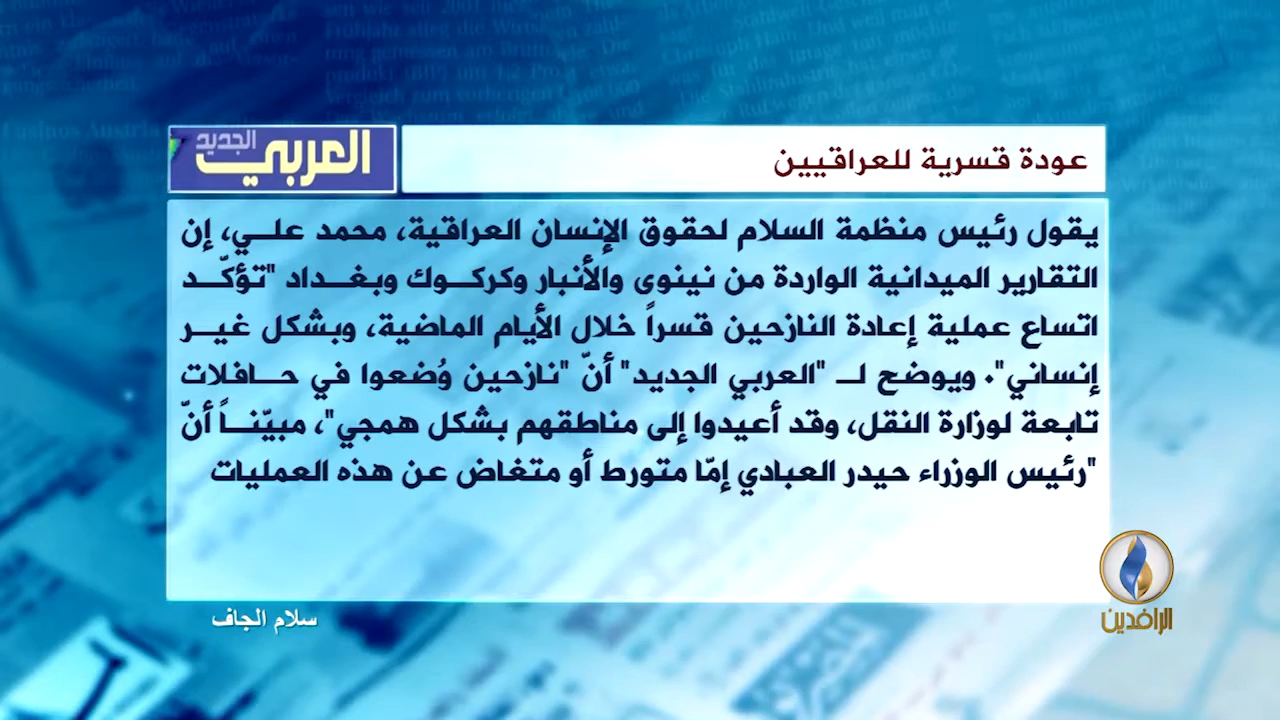 عودة قسرية للعراقيين
العربي الجديد
يقول رئيس منظمة السلام لحقوق الإنسان العراقية، محمد علي، إن
التقارير الميدانية الواردة من نينوى والأنبار وكركوك وبغداد "تؤكّد
اتساع عملية إعادة النازحين قسراً خلال الأيام الماضية، وبشكل غير
إنساني". ويوضح لـ "العربي الجديد" أنّ "نازحين وُضعوا في حافلات
تابعة لوزارة النقل، وقد أعيدوا إلى مناطقهم بشكل همجي"، مبيّناً أنّ
"رئيس الوزراء حيدر العبادي إمّا متورط أو متغاض عن هذه العمليات
سلام الجاف
الرافدين